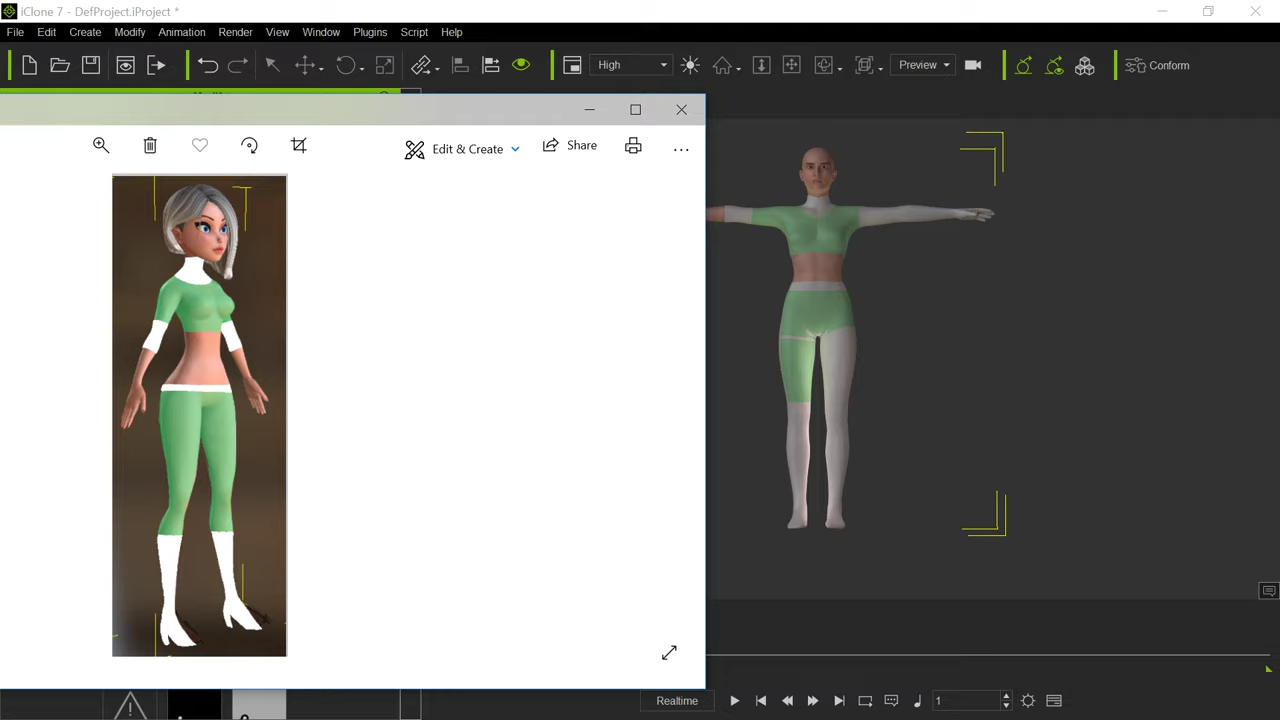 iClone 7 - DefProject.iProject *
File Edit Create Modify Animation Render View Window Plugins Script Help
High Preview Conform
Edit & Create Share
Realtime 1